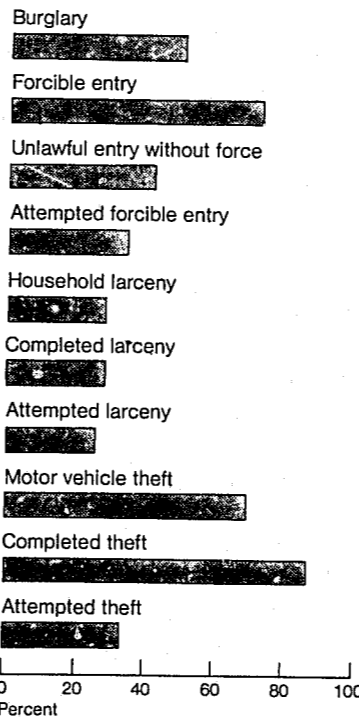 Burglary
Forcible entry
Unlawful entry without force
Attempted forcible entry
Household larceny
Completed larceny
Attempted larceny
Motor vehicle theft
Completed theft
Attempted theft
0 20 40 60 80 100
Percent